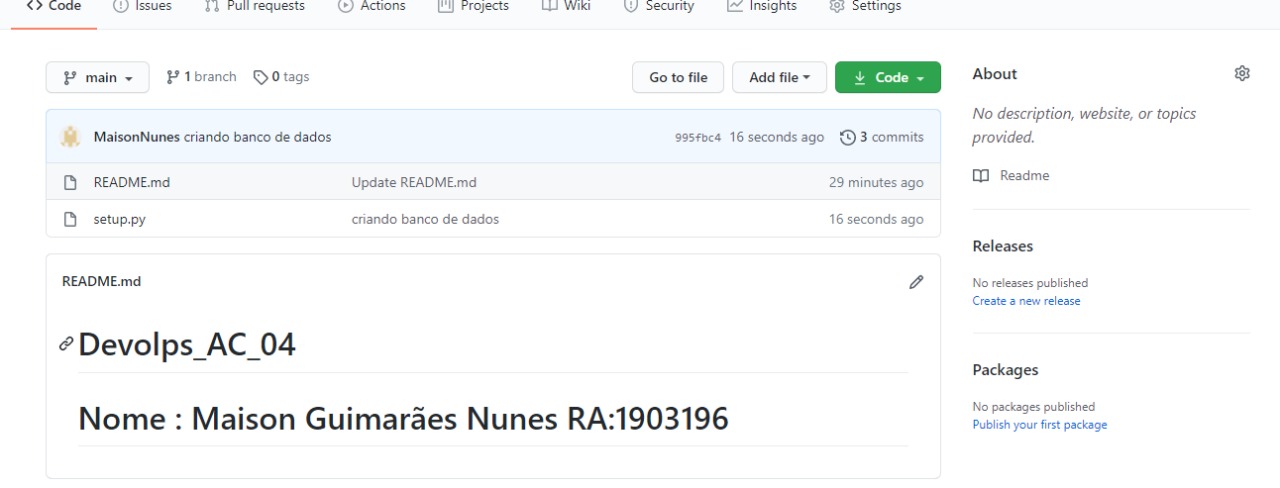 Code Issues Pull requests Actions Projects Wiki Security Insights Settings
main 1 branch 0 tags Go to file Add file Code
MaisonNunes criando banco de dados 995fbc4 16 seconds ago 3 commits
README.md Update README.md 29 minutes ago
setup.py criando banco de dados 16 seconds ago
README.md
Devolps_AC_04
Nome : Maison Guimarães Nunes RA:1903196
About
No description, website, or topics
provided.
Readme
Releases
No releases published
Create a new release
Packages
No packages published
Publish your first package